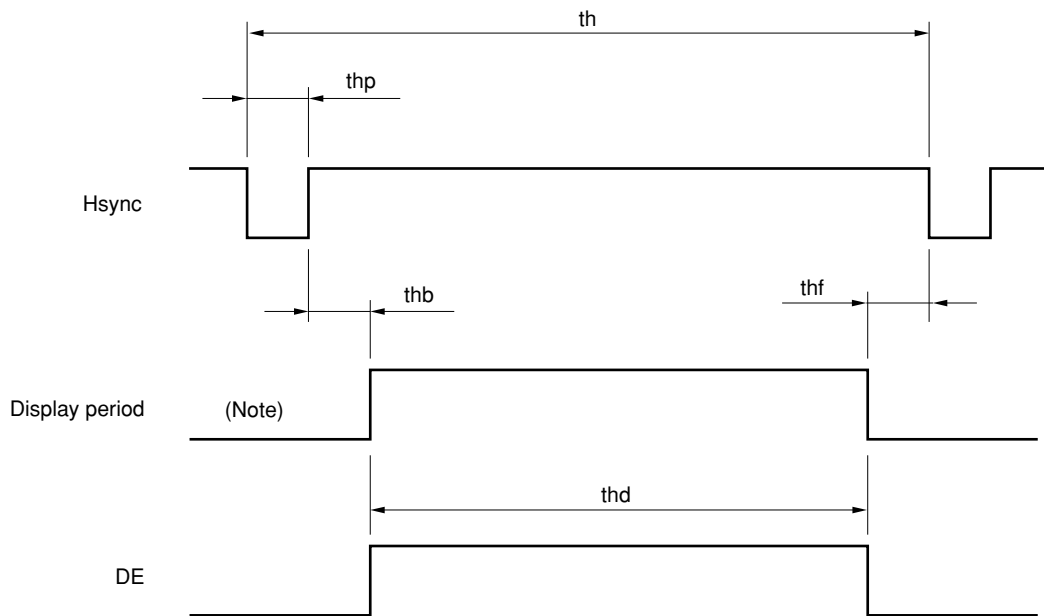 th
thp
Hsync
thb
thf
Display period
(Note)
thd
DE